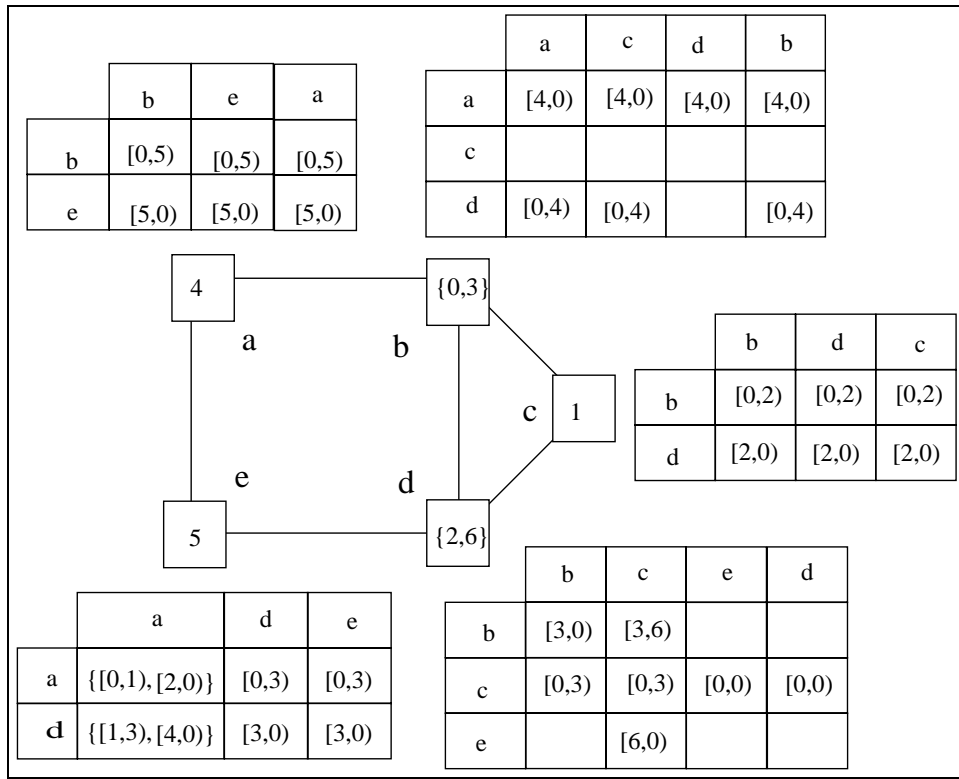 b e a
b [0,5) [0,5) [0,5)
e [5,0) [5,0) [5,0)
a c d b
a [4,0) [4,0) [4,0) [4,0)
c
d [0,4) [0,4) [0,4)
4
a
{0,3}
b
c 1
e
5
d
{2,6}
b d c
b [0,2) [0,2) [0,2)
d [2,0) [2,0) [2,0)
a d e
a {[0,1),[2,0)} [0,3) [0,3)
d {[1,3),[4,0)} [3,0) [3,0)
b c e d
b [3,0) [3,6)
c [0,3) [0,3) [0,0) [0,0)
e [6,0)